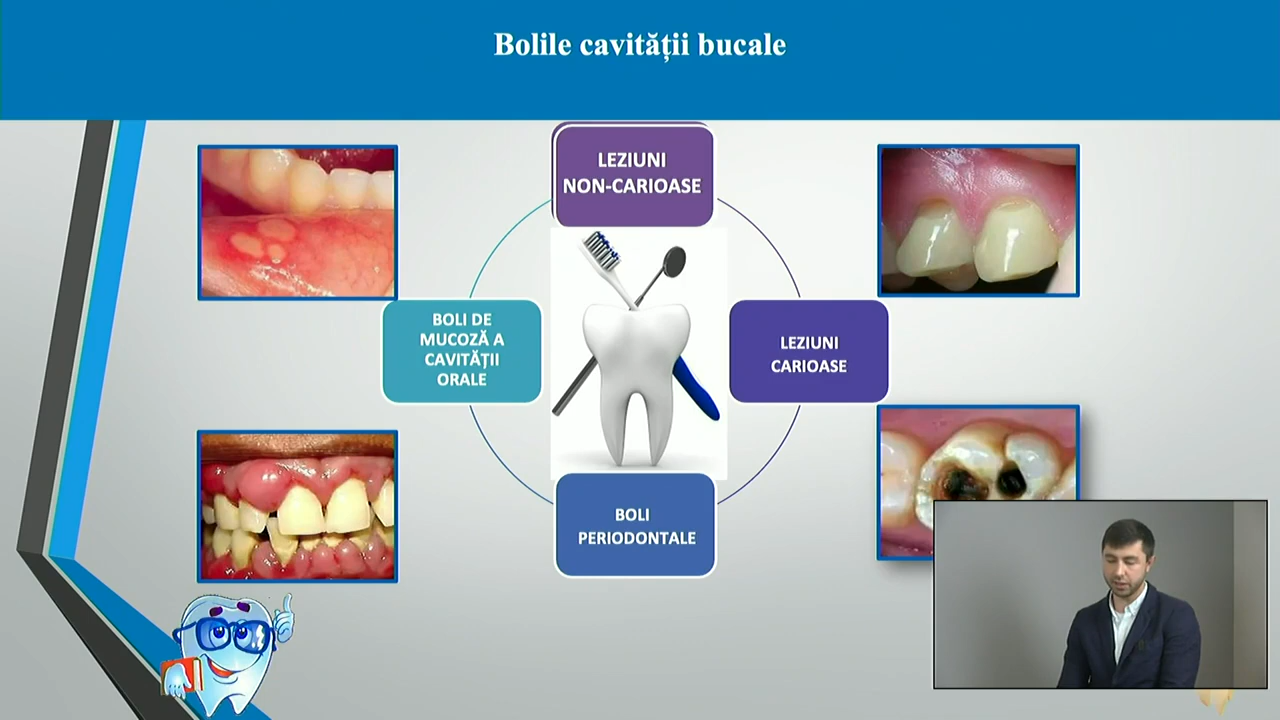 Bolile cavității bucale
LEZIUNI
NON-CARIOASE
BOLI DE
MUCOZĂ A
CAVITĂȚII
ORALE
LEZIUNI
CARIOASE
BOLI
PERIODONTALE